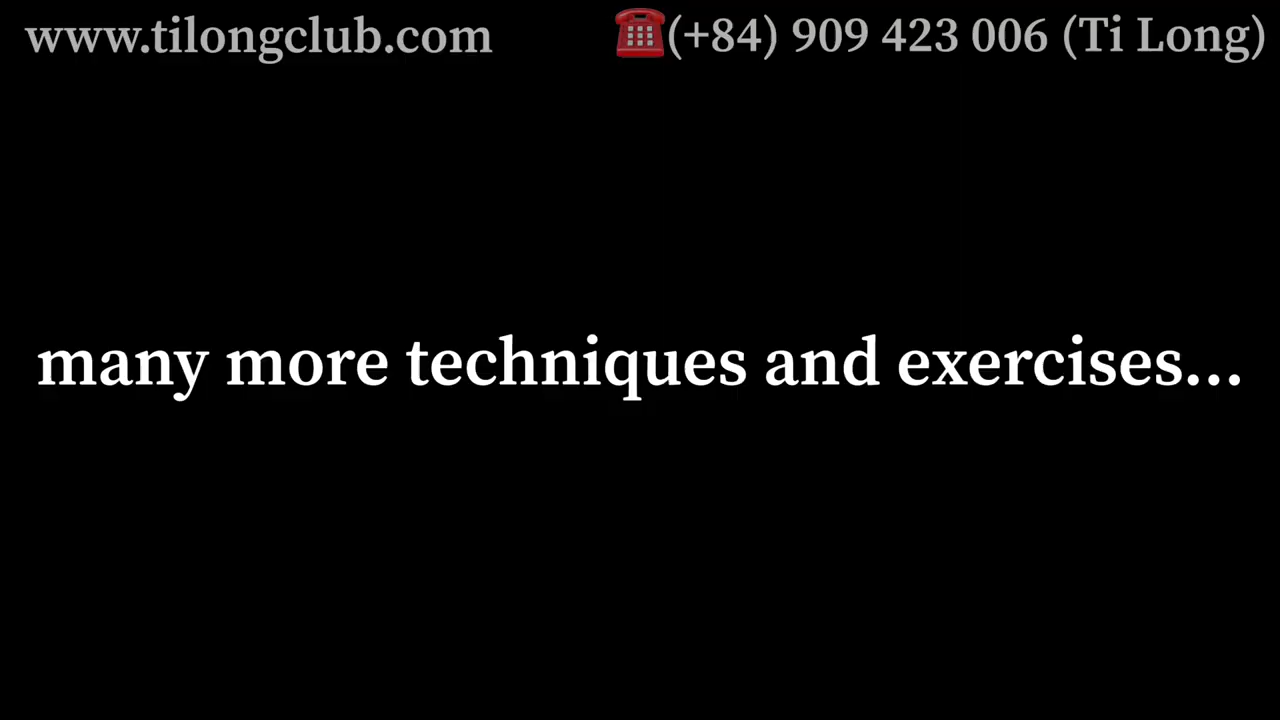 www.tilongclub.com
☎️(+84) 909 423 006 (Ti Long)
many more techniques and exercises...